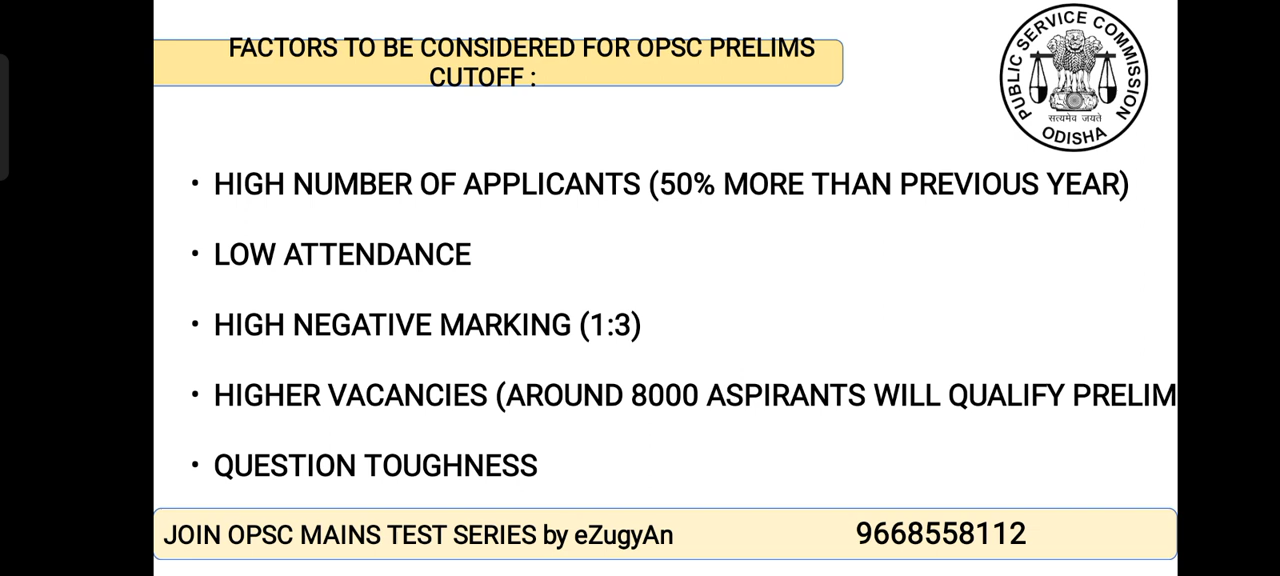 FACTORS TO BE CONSIDERED FOR OPSC PRELIMS
CUTOFF :
PUBLIC SERVICE COMMISSION
सत्यमेव जयते
ODISHA
• HIGH NUMBER OF APPLICANTS (50% MORE THAN PREVIOUS YEAR)
• LOW ATTENDANCE
• HIGH NEGATIVE MARKING (1:3)
• HIGHER VACANCIES (AROUND 8000 ASPIRANTS WILL QUALIFY PRELIM
• QUESTION TOUGHNESS
JOIN OPSC MAINS TEST SERIES by eZugyAn 9668558112